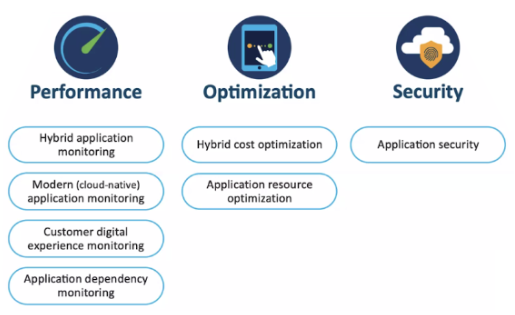 Performance
Hybrid application
monitoring
Modern (cloud-native)
application monitoring
Customer digital
experience monitoring
Application dependency
monitoring
Optimization
Hybrid cost optimization
Application resource
optimization
Security
Application security